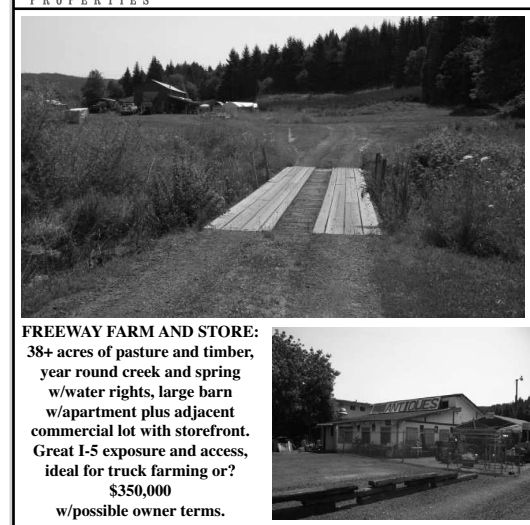 PROPERTIES
FREEWAY FARM AND STORE:
38+ acres of pasture and timber,
year round creek and spring
w/water rights, large barn
w/apartment plus adjacent
commercial lot with storefront.
Great I-5 exposure and access,
ideal for truck farming or?
$350,000
w/possible owner terms.
ANTIQUES